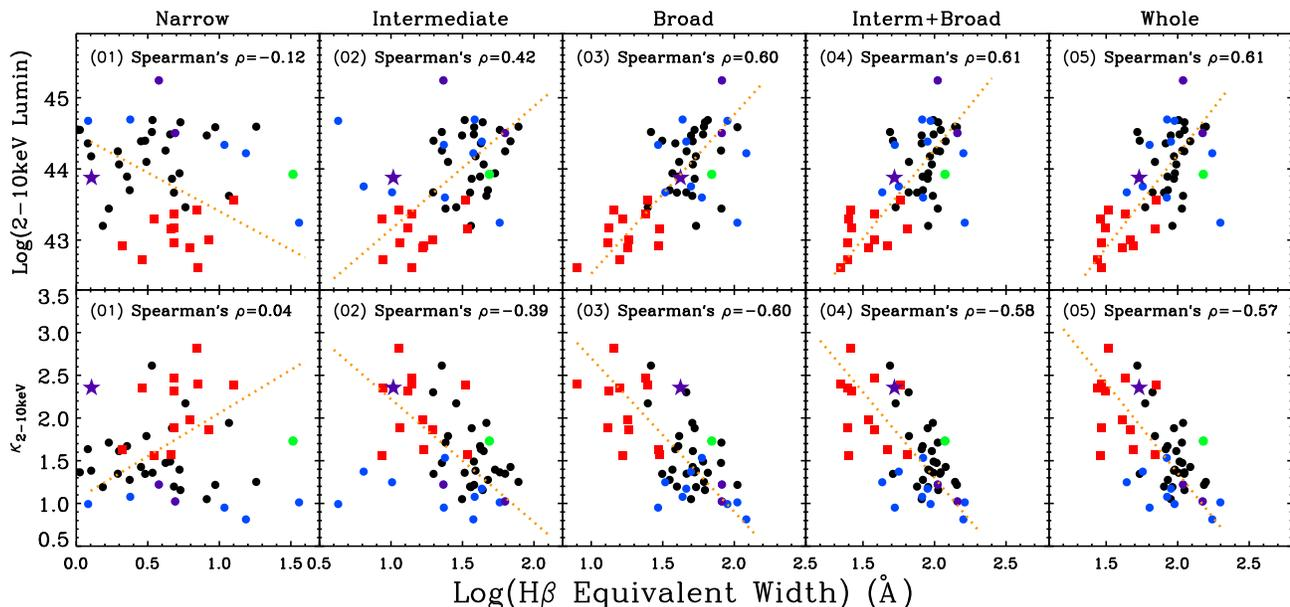 Narrow Intermediate Broad Interm+Broad Whole
(01) Spearman's ρ=−0.12 (02) Spearman's ρ=0.42 (03) Spearman's ρ=0.60 (04) Spearman's ρ=0.61 (05) Spearman's ρ=0.61
Log(2−10keV Lumin)
45
44
43
(01) Spearman's ρ=0.04 (02) Spearman's ρ=−0.39 (03) Spearman's ρ=−0.60 (04) Spearman's ρ=−0.58 (05) Spearman's ρ=−0.57
κ2−10keV
3.5
3.0
2.5
2.0
1.5
1.0
0.5
0.0 0.5 1.0 1.5 0.5 1.0 1.5 2.0 1.0 1.5 2.0 2.5 1.5 2.0 2.5 1.5 2.0 2.5
Log(Hβ Equivalent Width) (Å)